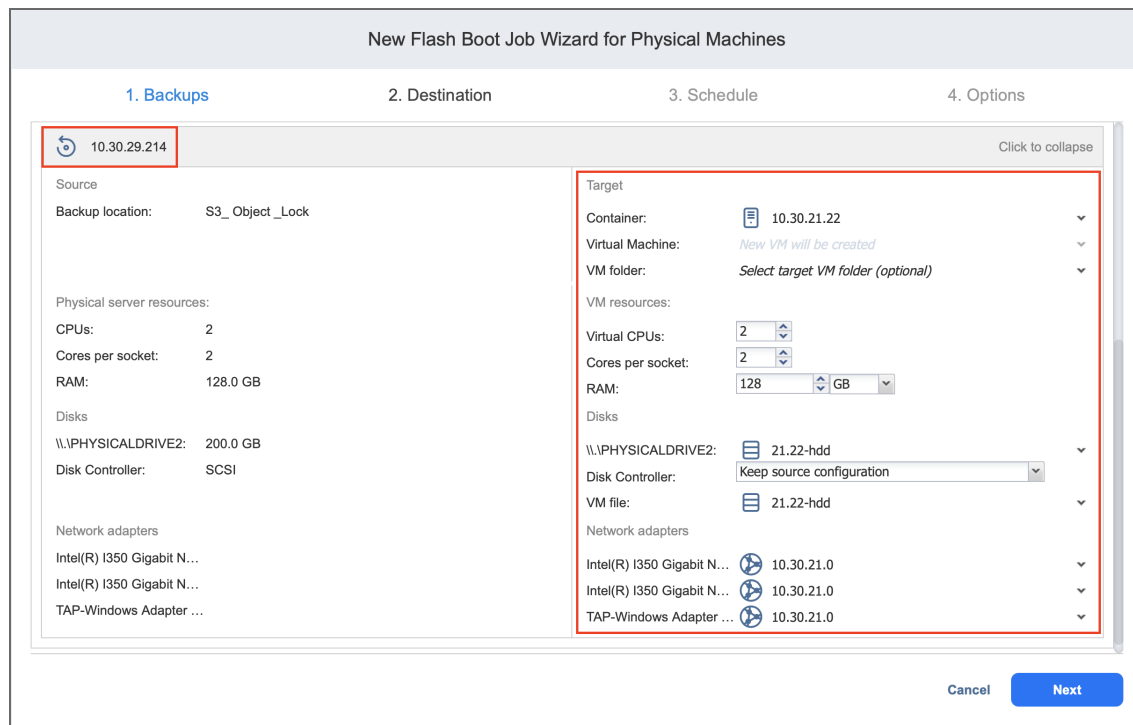 New Flash Boot Job Wizard for Physical Machines
1. Backups
2. Destination
3. Schedule
4. Options
10.30.29.214
Click to collapse
Source
Backup location: S3_ Object _Lock
Physical server resources:
CPUs: 2
Cores per socket: 2
RAM: 128.0 GB
Disks
\\.\PHYSICALDRIVE2: 200.0 GB
Disk Controller: SCSI
Network adapters
Intel(R) I350 Gigabit N...
Intel(R) I350 Gigabit N...
TAP-Windows Adapter ...
Target
Container: 10.30.21.22
Virtual Machine: New VM will be created
VM folder: Select target VM folder (optional)
VM resources:
Virtual CPUs: 2
Cores per socket: 2
RAM: 128 GB
Disks
\\.\PHYSICALDRIVE2: 21.22-hdd
Disk Controller: Keep source configuration
VM file: 21.22-hdd
Network adapters
Intel(R) I350 Gigabit N... 10.30.21.0
Intel(R) I350 Gigabit N... 10.30.21.0
TAP-Windows Adapter ... 10.30.21.0
Cancel
Next